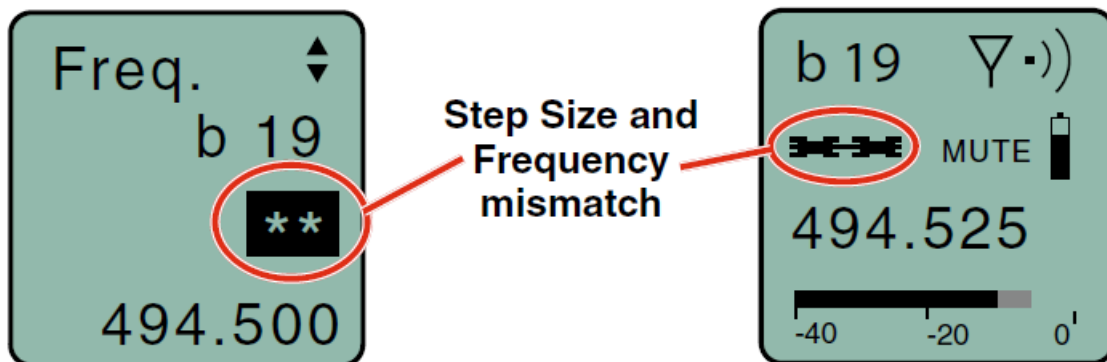 Freq.
b 19
**
494.500
Step Size and
Frequency
mismatch
b 19
MUTE
494.525
-40 -20 0